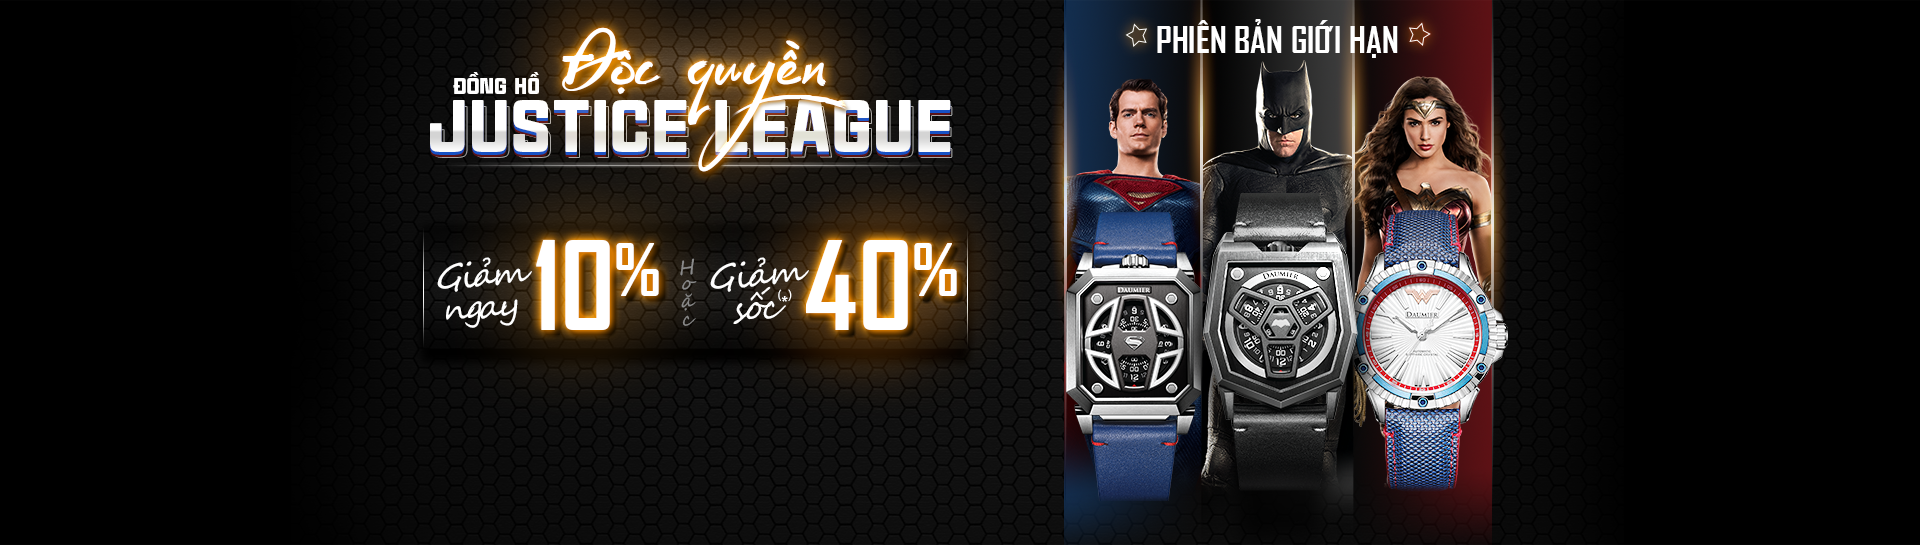 Độc quyền
ĐỒNG HỒ
JUSTICE LEAGUE
Giảm ngay 10%
Hoặc
Giảm sốc(*) 40%
PHIÊN BẢN GIỚI HẠN
DAUMIER
DAUMIER
DAUMIER